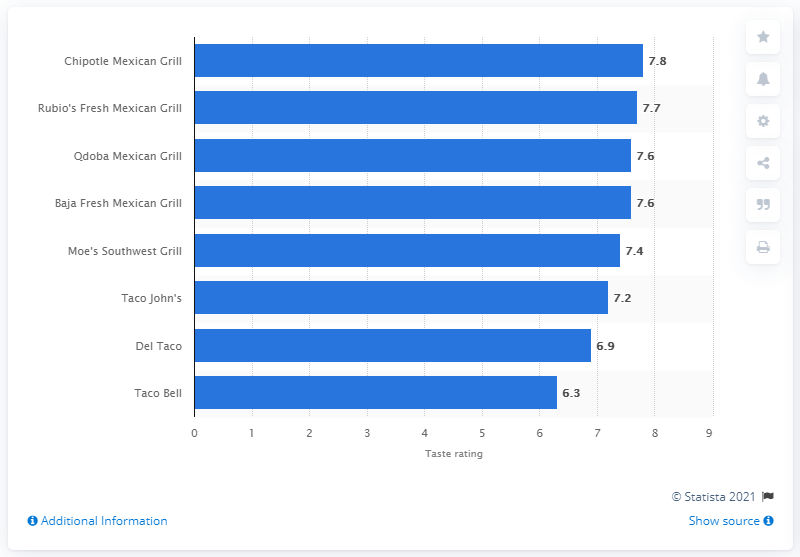 Chipotle Mexican Grill 7.8
Rubio's Fresh Mexican Grill 7.7
Qdoba Mexican Grill 7.6
Baja Fresh Mexican Grill 7.6
Moe's Southwest Grill 7.4
Taco John's 7.2
Del Taco 6.9
Taco Bell 6.3
0 1 2 3 4 5 6 7 8 9
Taste rating
© Statista 2021
Additional Information Show source